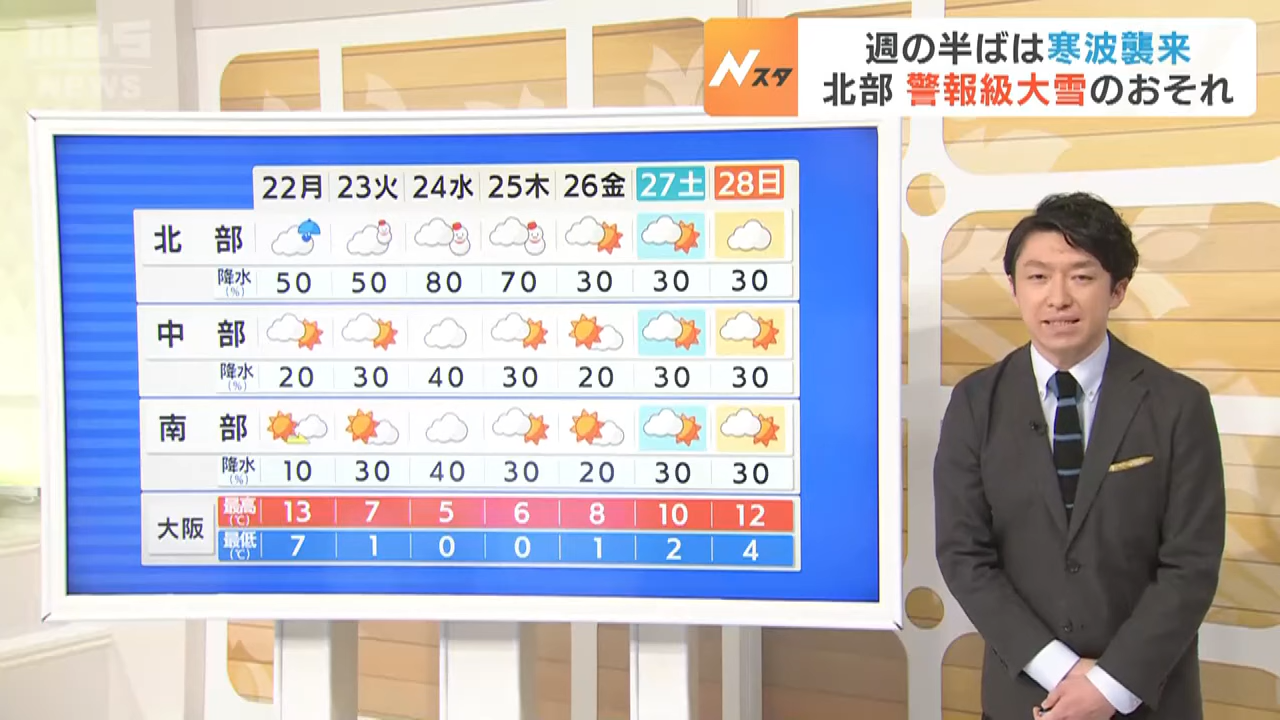 MBS
NEWS
Nスタ
週の半ばは寒波襲来
北部 警報級大雪のおそれ
22月 23火 24水 25木 26金 27土 28日
北 部
降水(%) 50 50 80 70 30 30 30
中 部
降水(%) 20 30 40 30 20 30 30
南 部
降水(%) 10 30 40 30 20 30 30
大阪
最高(℃) 13 7 5 6 8 10 12
最低(℃) 7 1 0 0 1 2 4